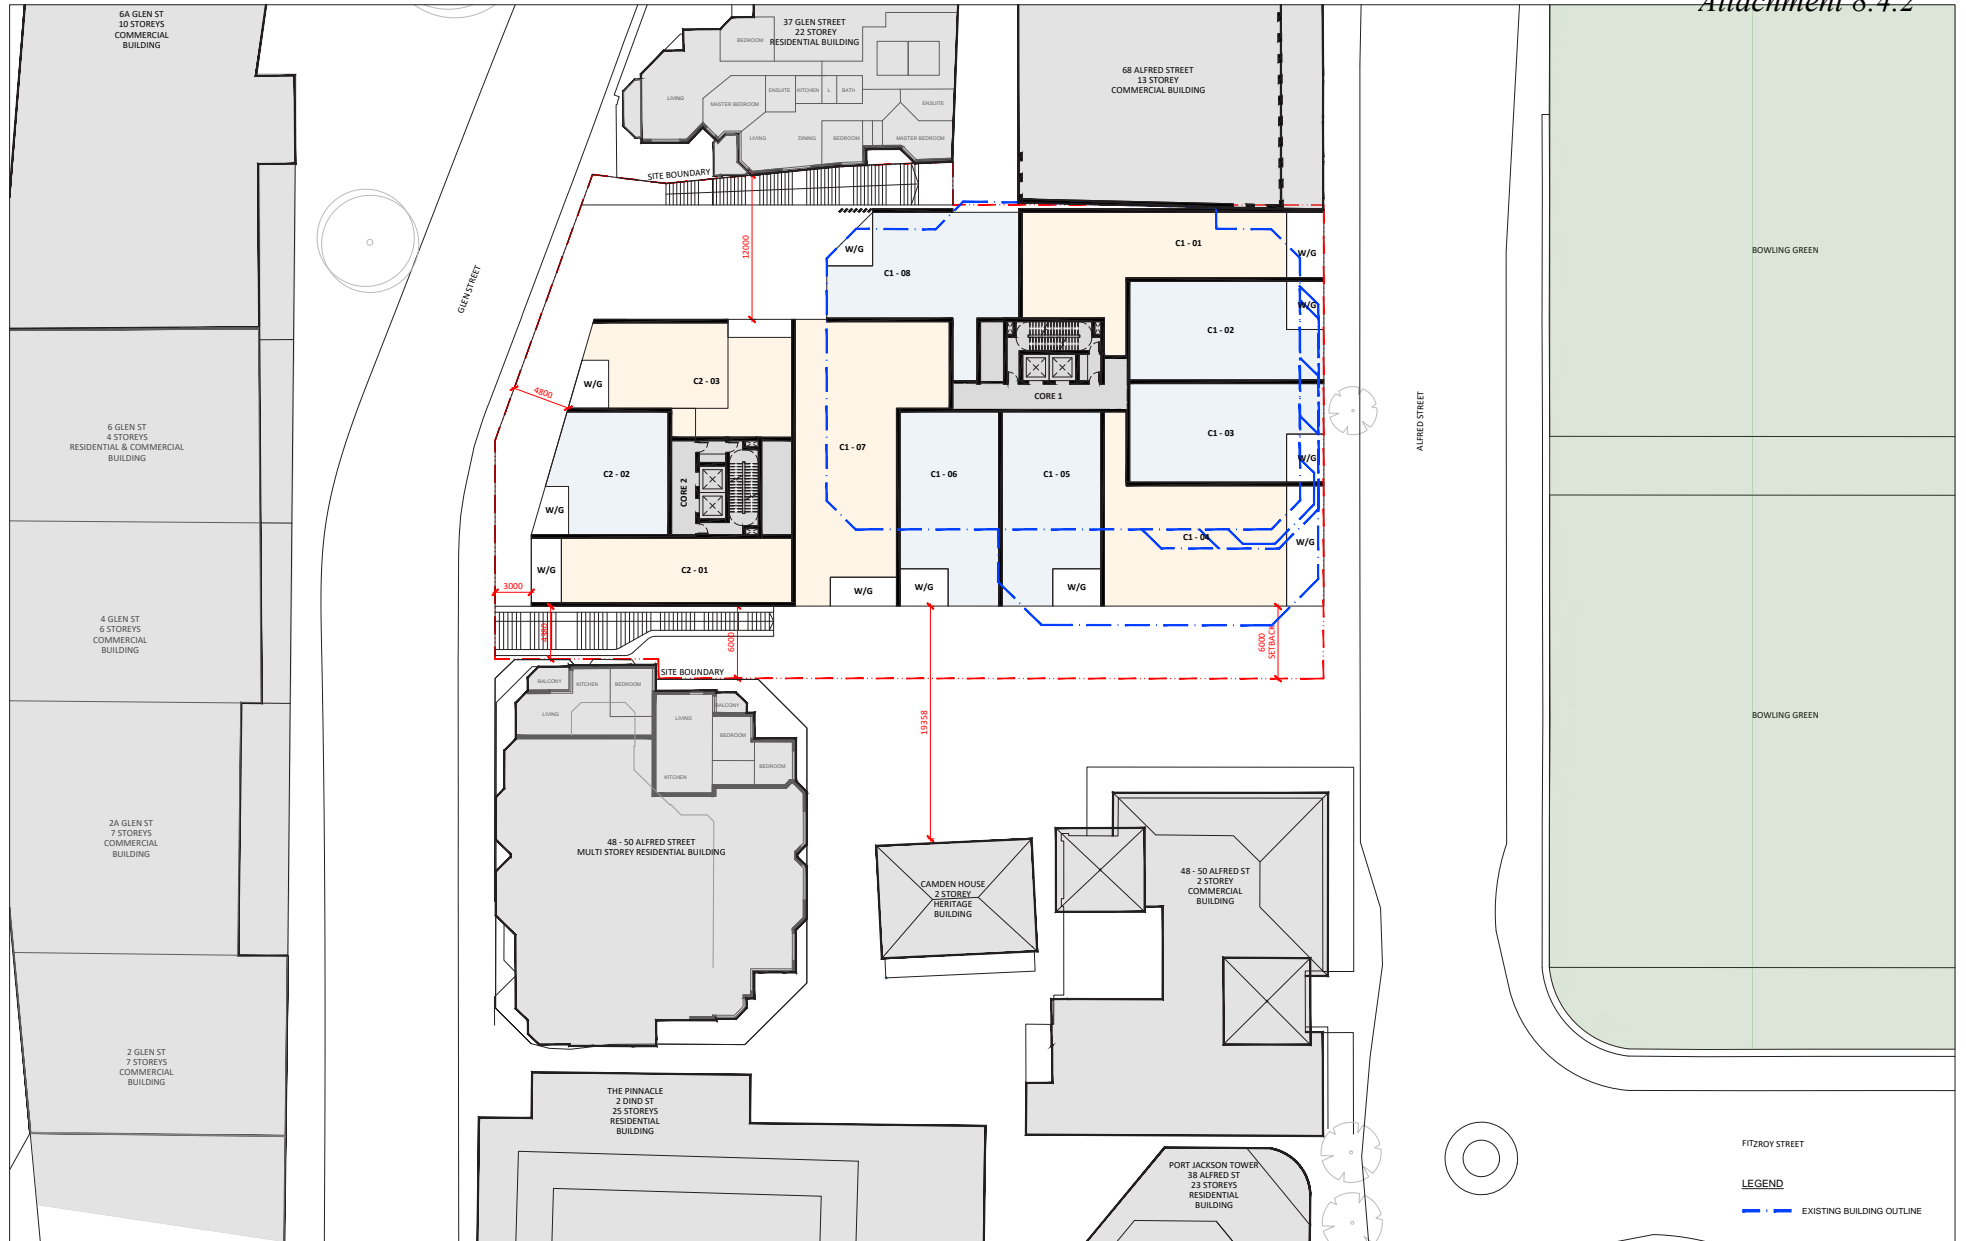 Attachment 8.4.2
6A GLEN ST
10 STOREYS
COMMERCIAL
BUILDING
37 GLEN STREET
22 STOREY
RESIDENTIAL BUILDING
BEDROOM
LIVING
MASTER BEDROOM
ENSUITE
KITCHEN
L
BATH
ENSUITE
LIVING
DINING
BEDROOM
MASTER BEDROOM
68 ALFRED STREET
13 STOREY
COMMERCIAL BUILDING
SITE BOUNDARY
GLEN STREET
12000
W/G
C1 - 08
C1 - 01
W/G
BOWLING GREEN
W/G
C1 - 02
C2 - 03
W/G
4800
CORE 1
ALFRED STREET
6 GLEN ST
4 STOREYS
RESIDENTIAL & COMMERCIAL
BUILDING
C1 - 03
W/G
C1 - 07
C1 - 06
C1 - 05
C2 - 02
CORE 2
W/G
C1 - 04
W/G
W/G
C2 - 01
3000
W/G
W/G
W/G
4 GLEN ST
6 STOREYS
COMMERCIAL
BUILDING
4380
6000
6000
SETBACK
SITE BOUNDARY
BALCONY
KITCHEN
BEDROOM
LIVING
LIVING
BALCONY
BEDROOM
BEDROOM
KITCHEN
19358
BOWLING GREEN
2A GLEN ST
7 STOREYS
COMMERCIAL
BUILDING
48 - 50 ALFRED STREET
MULTI STOREY RESIDENTIAL BUILDING
CAMDEN HOUSE
2 STOREY
HERITAGE
BUILDING
48 - 50 ALFRED ST
2 STOREY
COMMERCIAL
BUILDING
2 GLEN ST
7 STOREYS
COMMERCIAL
BUILDING
THE PINNACLE
2 DIND ST
25 STOREYS
RESIDENTIAL
BUILDING
PORT JACKSON TOWER
38 ALFRED ST
23 STOREYS
RESIDENTIAL
BUILDING
FITZROY STREET
LEGEND
EXISTING BUILDING OUTLINE